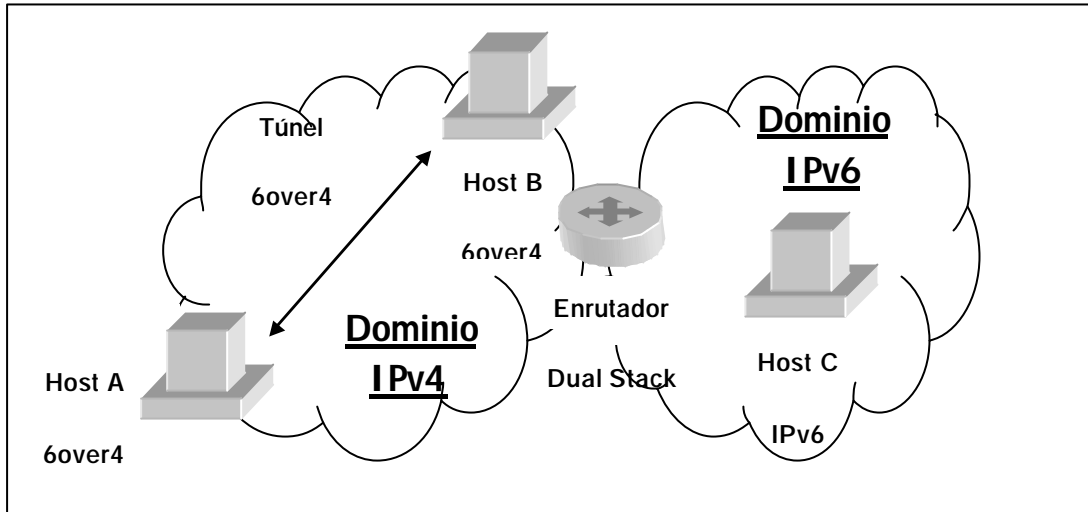 Túnel
6over4
Host B
6over4
Dominio
IPv6
Enrutador
Dual Stack
Dominio
IPv4
Host A
6over4
Host C
IPv6